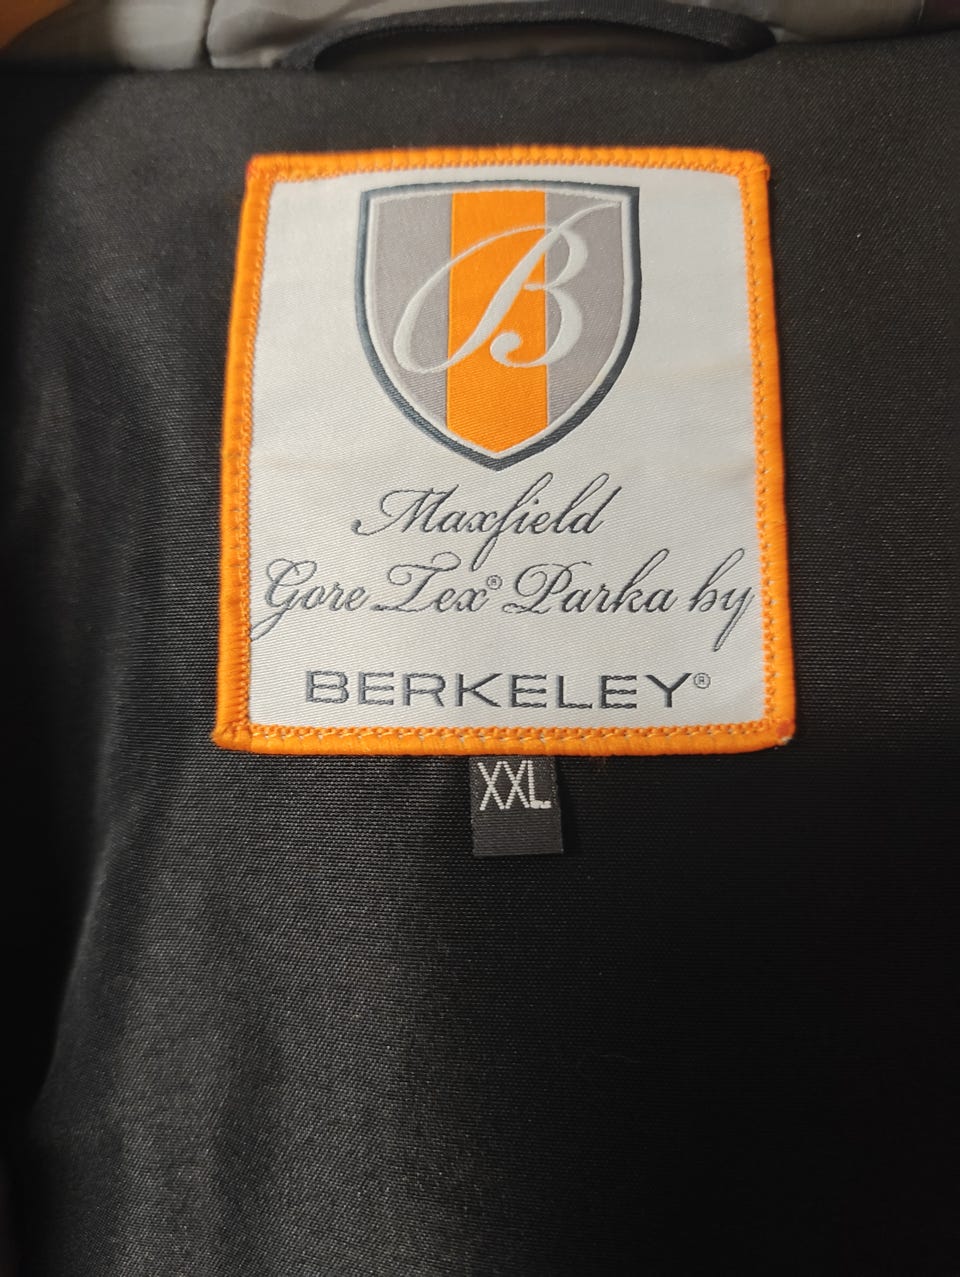 B
Maxfield
Gore Tex® Parka by
BERKELEY®
XXL